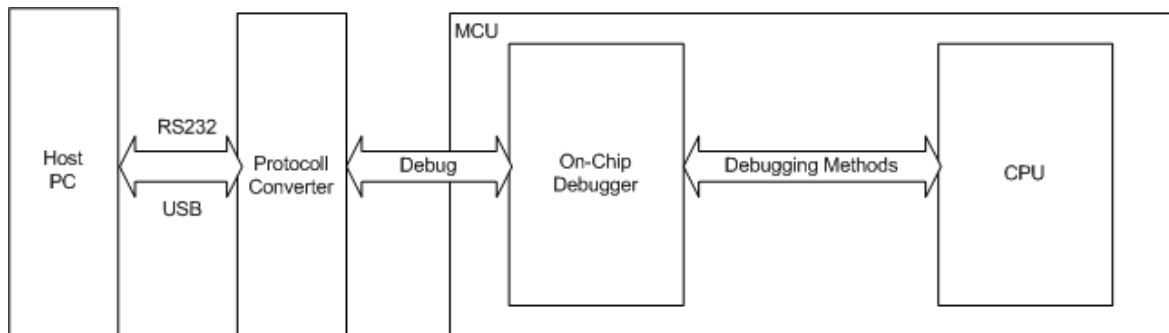 MCU
RS232
Host
PC
USB
Protocoll
Converter
Debug
On-Chip
Debugger
Debugging Methods
CPU